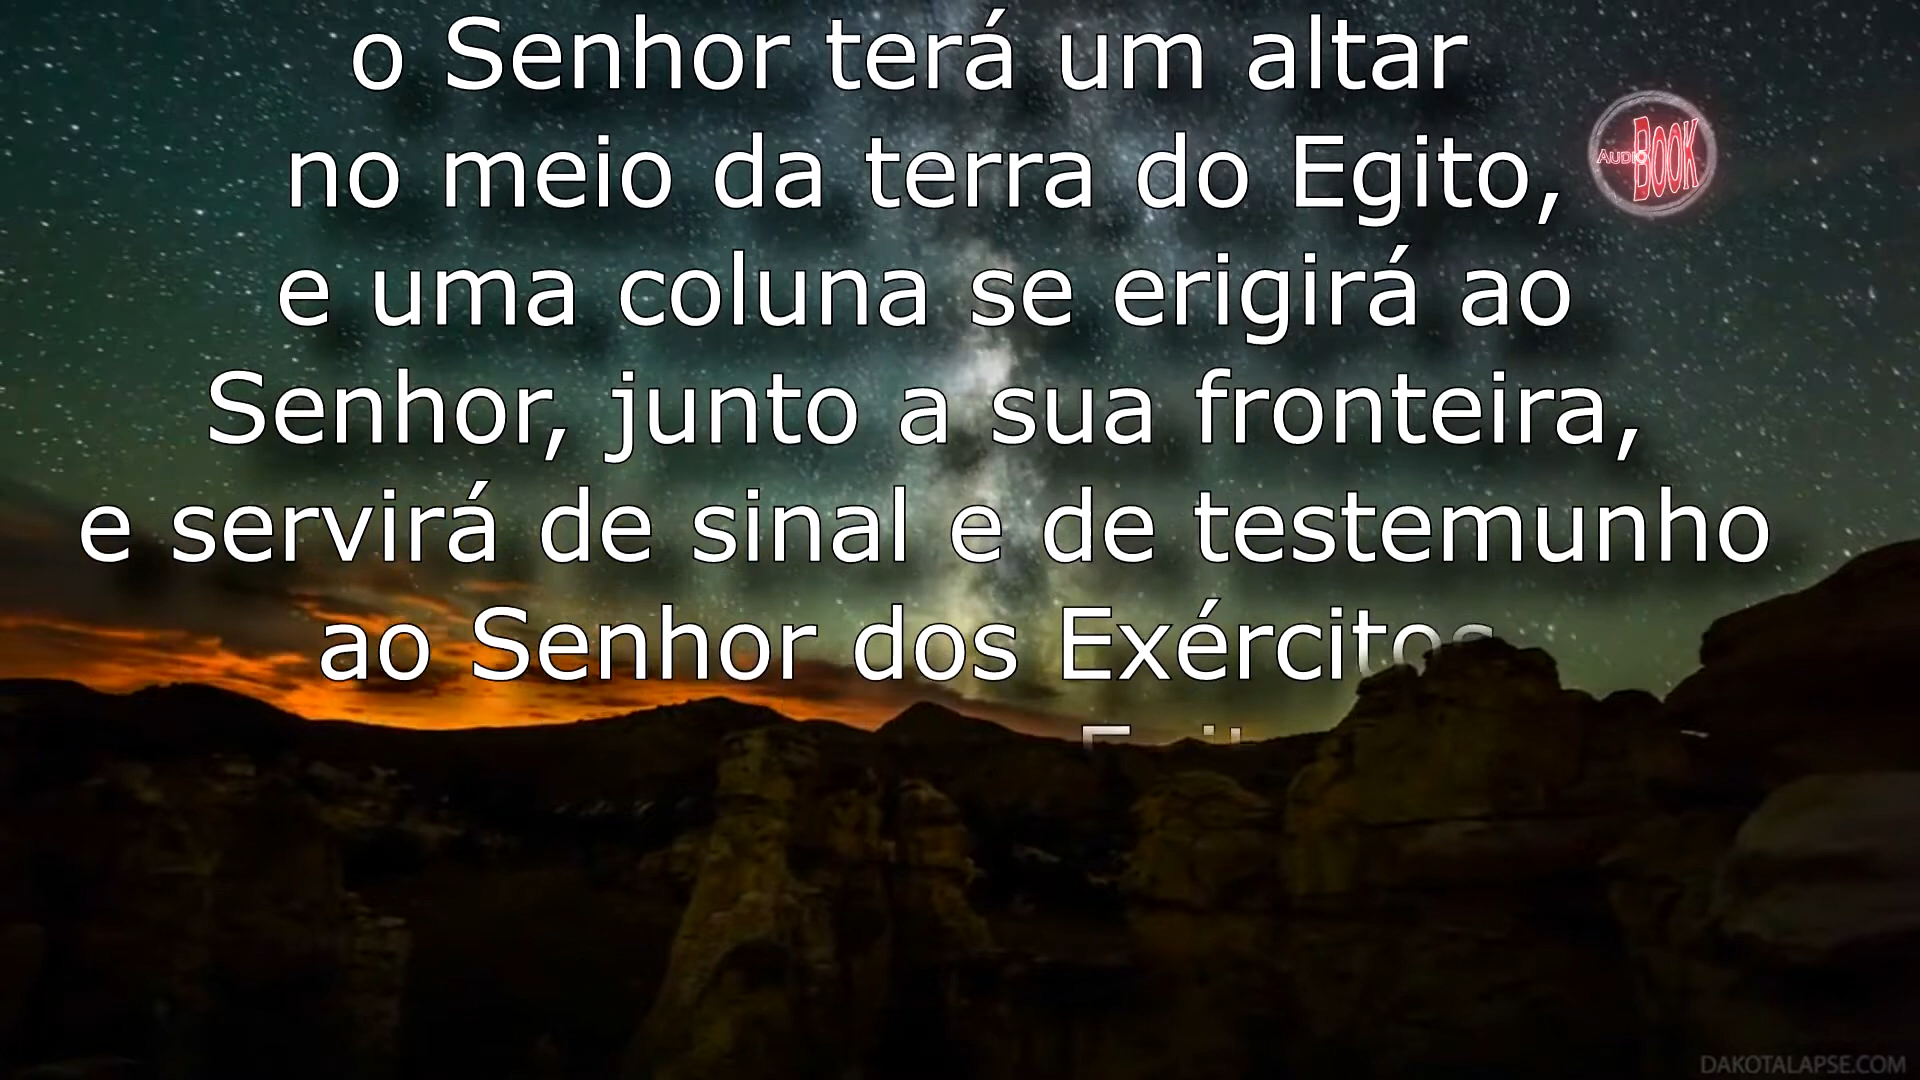 o Senhor terá um altar
no meio da terra do Egito,
e uma coluna se erigirá ao
Senhor, junto a sua fronteira,
e servirá de sinal e de testemunho
ao Senhor dos Exércitos
AUDIO BOOK
DAKOTALAPSE.COM